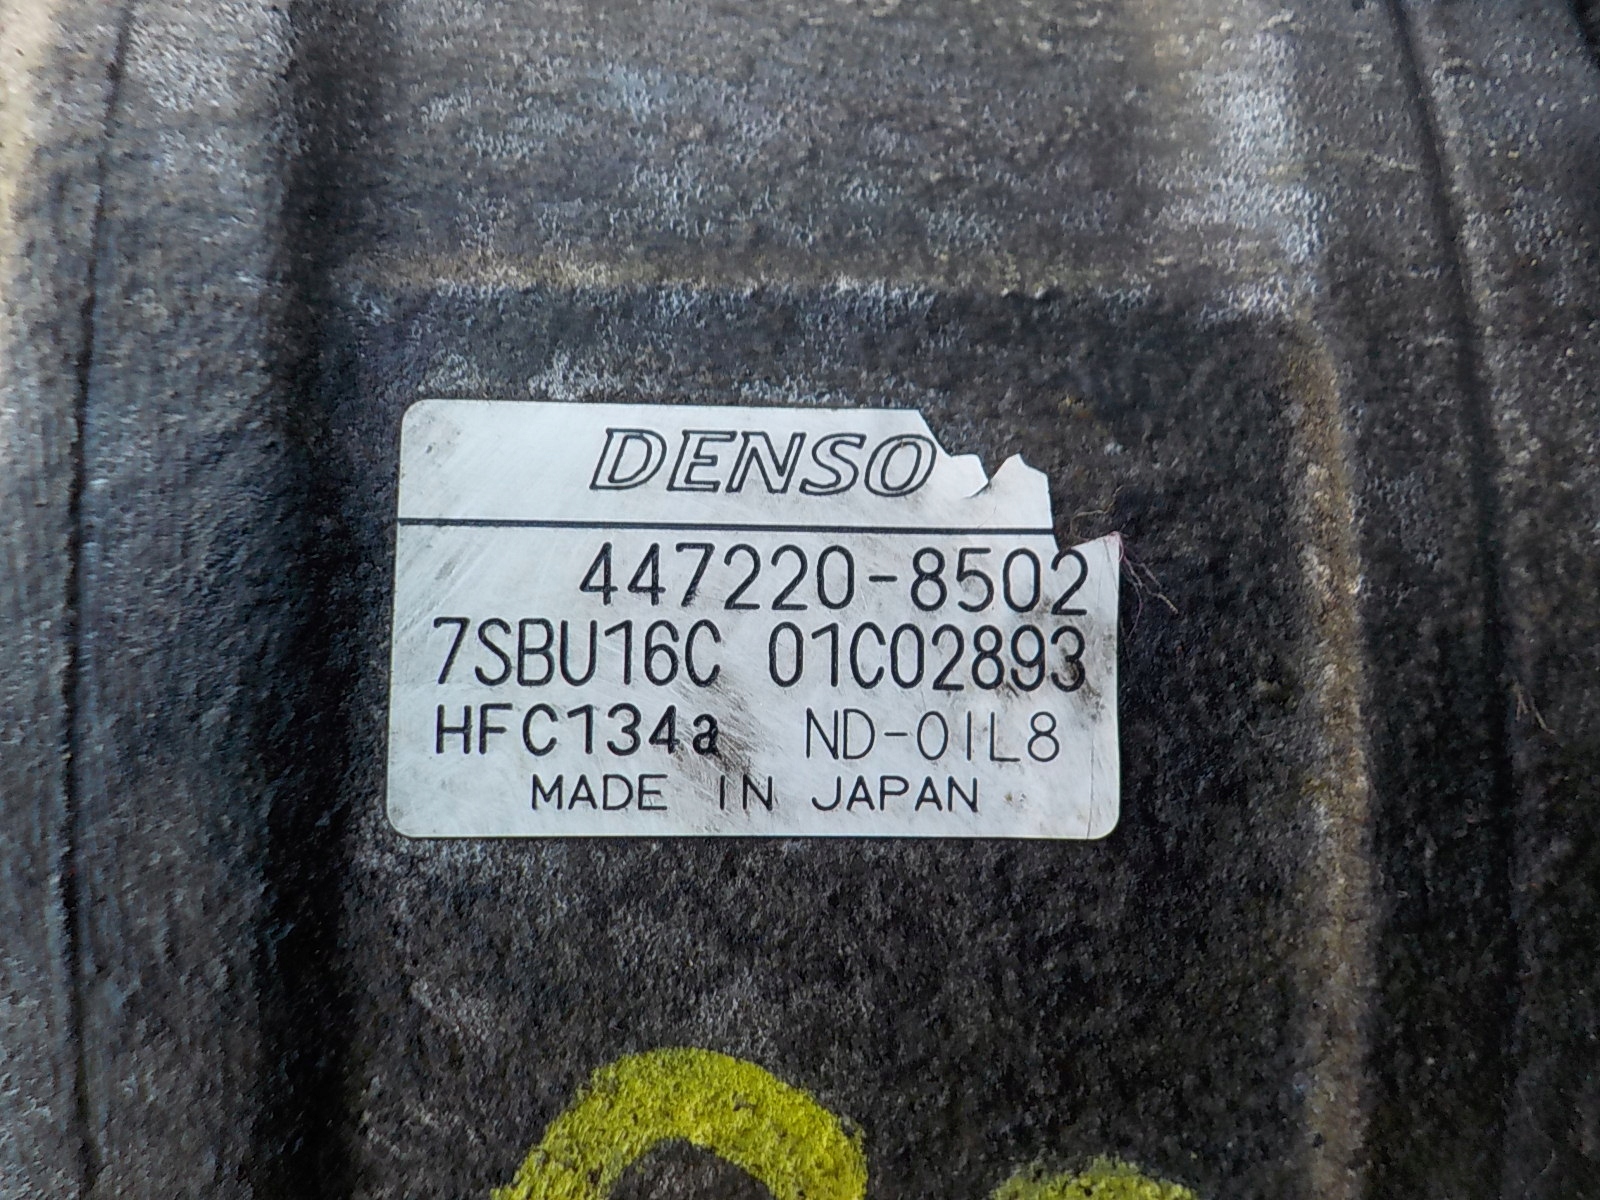 DENSO
447220-8502
7SBU16C 01C02893
HFC134a ND-OIL8
MADE IN JAPAN